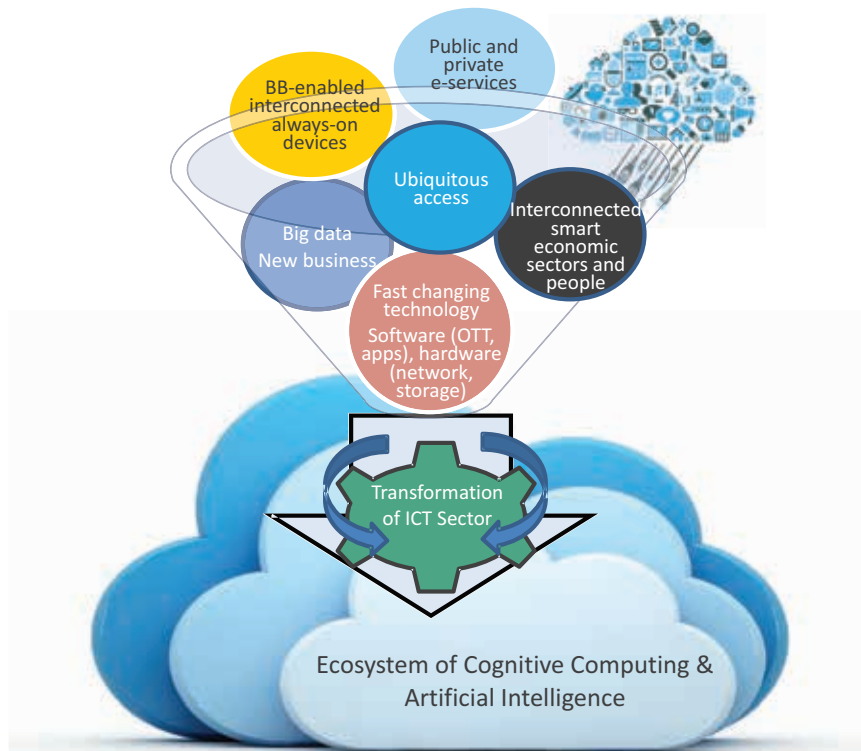 Public and
private
e-services
BB-enabled
interconnected
always-on
devices
Ubiquitous
access
Interconnected
smart
economic
sectors and
people
Big data
New business
Fast changing
technology
Software (OTT,
apps), hardware
(network,
storage)
Transformation
of ICT Sector
Ecosystem of Cognitive Computing &
Artificial Intelligence